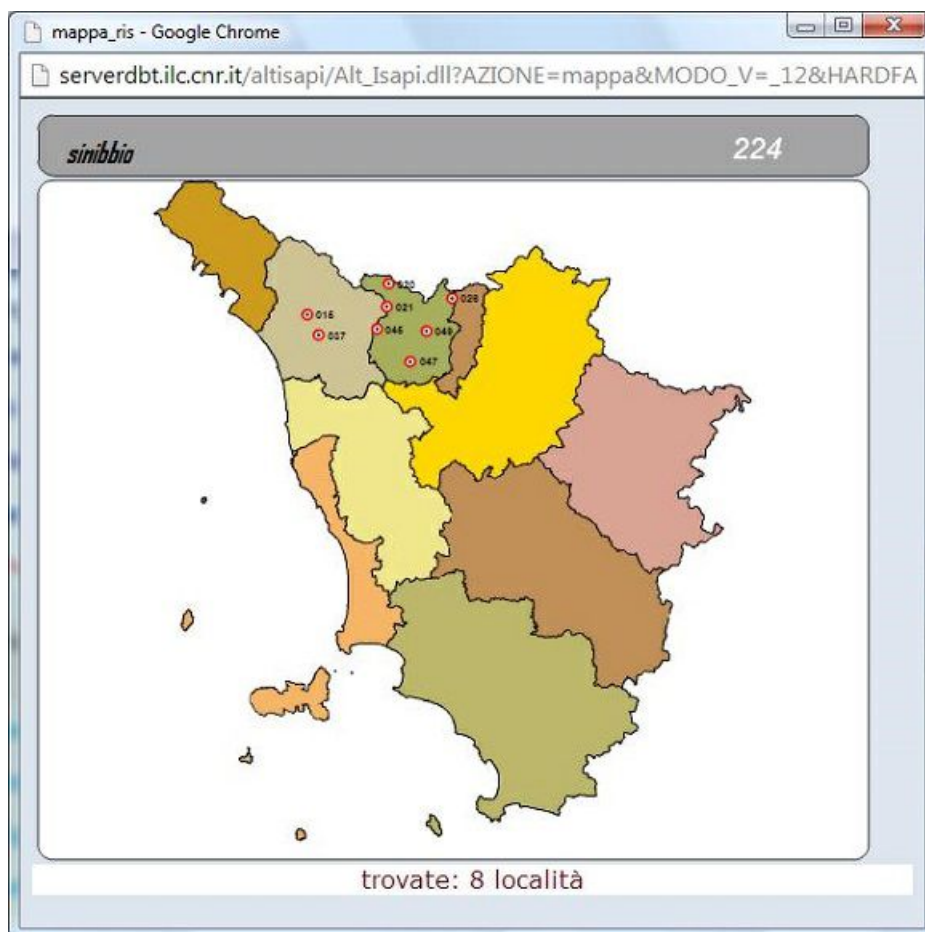 mappa_ris - Google Chrome
serverdbt.ilc.cnr.it/altisapi/Alt_Isapi.dll?AZIONE=mappa&MODO_V=_12&HARDFA
sinibbio 224
020
026
021
015
045
049
037
047
trovate: 8 località